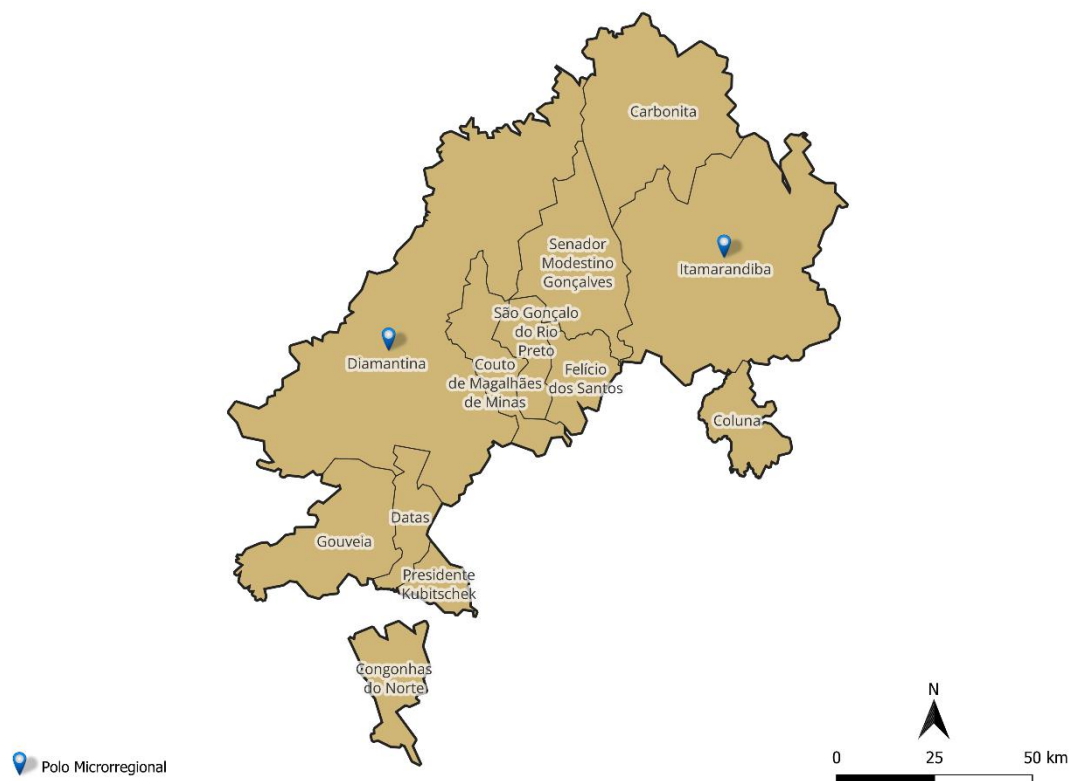 Carbonita
Senador
Modestino
Gonçalves
Itamarandiba
São Gonçalo
do Rio
Preto
Diamantina
Couto
de Magalhães
de Minas
Felício
dos Santos
Coluna
Datas
Gouveia
Presidente
Kubitschek
Congonhas
do Norte
N
0 25 50 km
Polo Microrregional